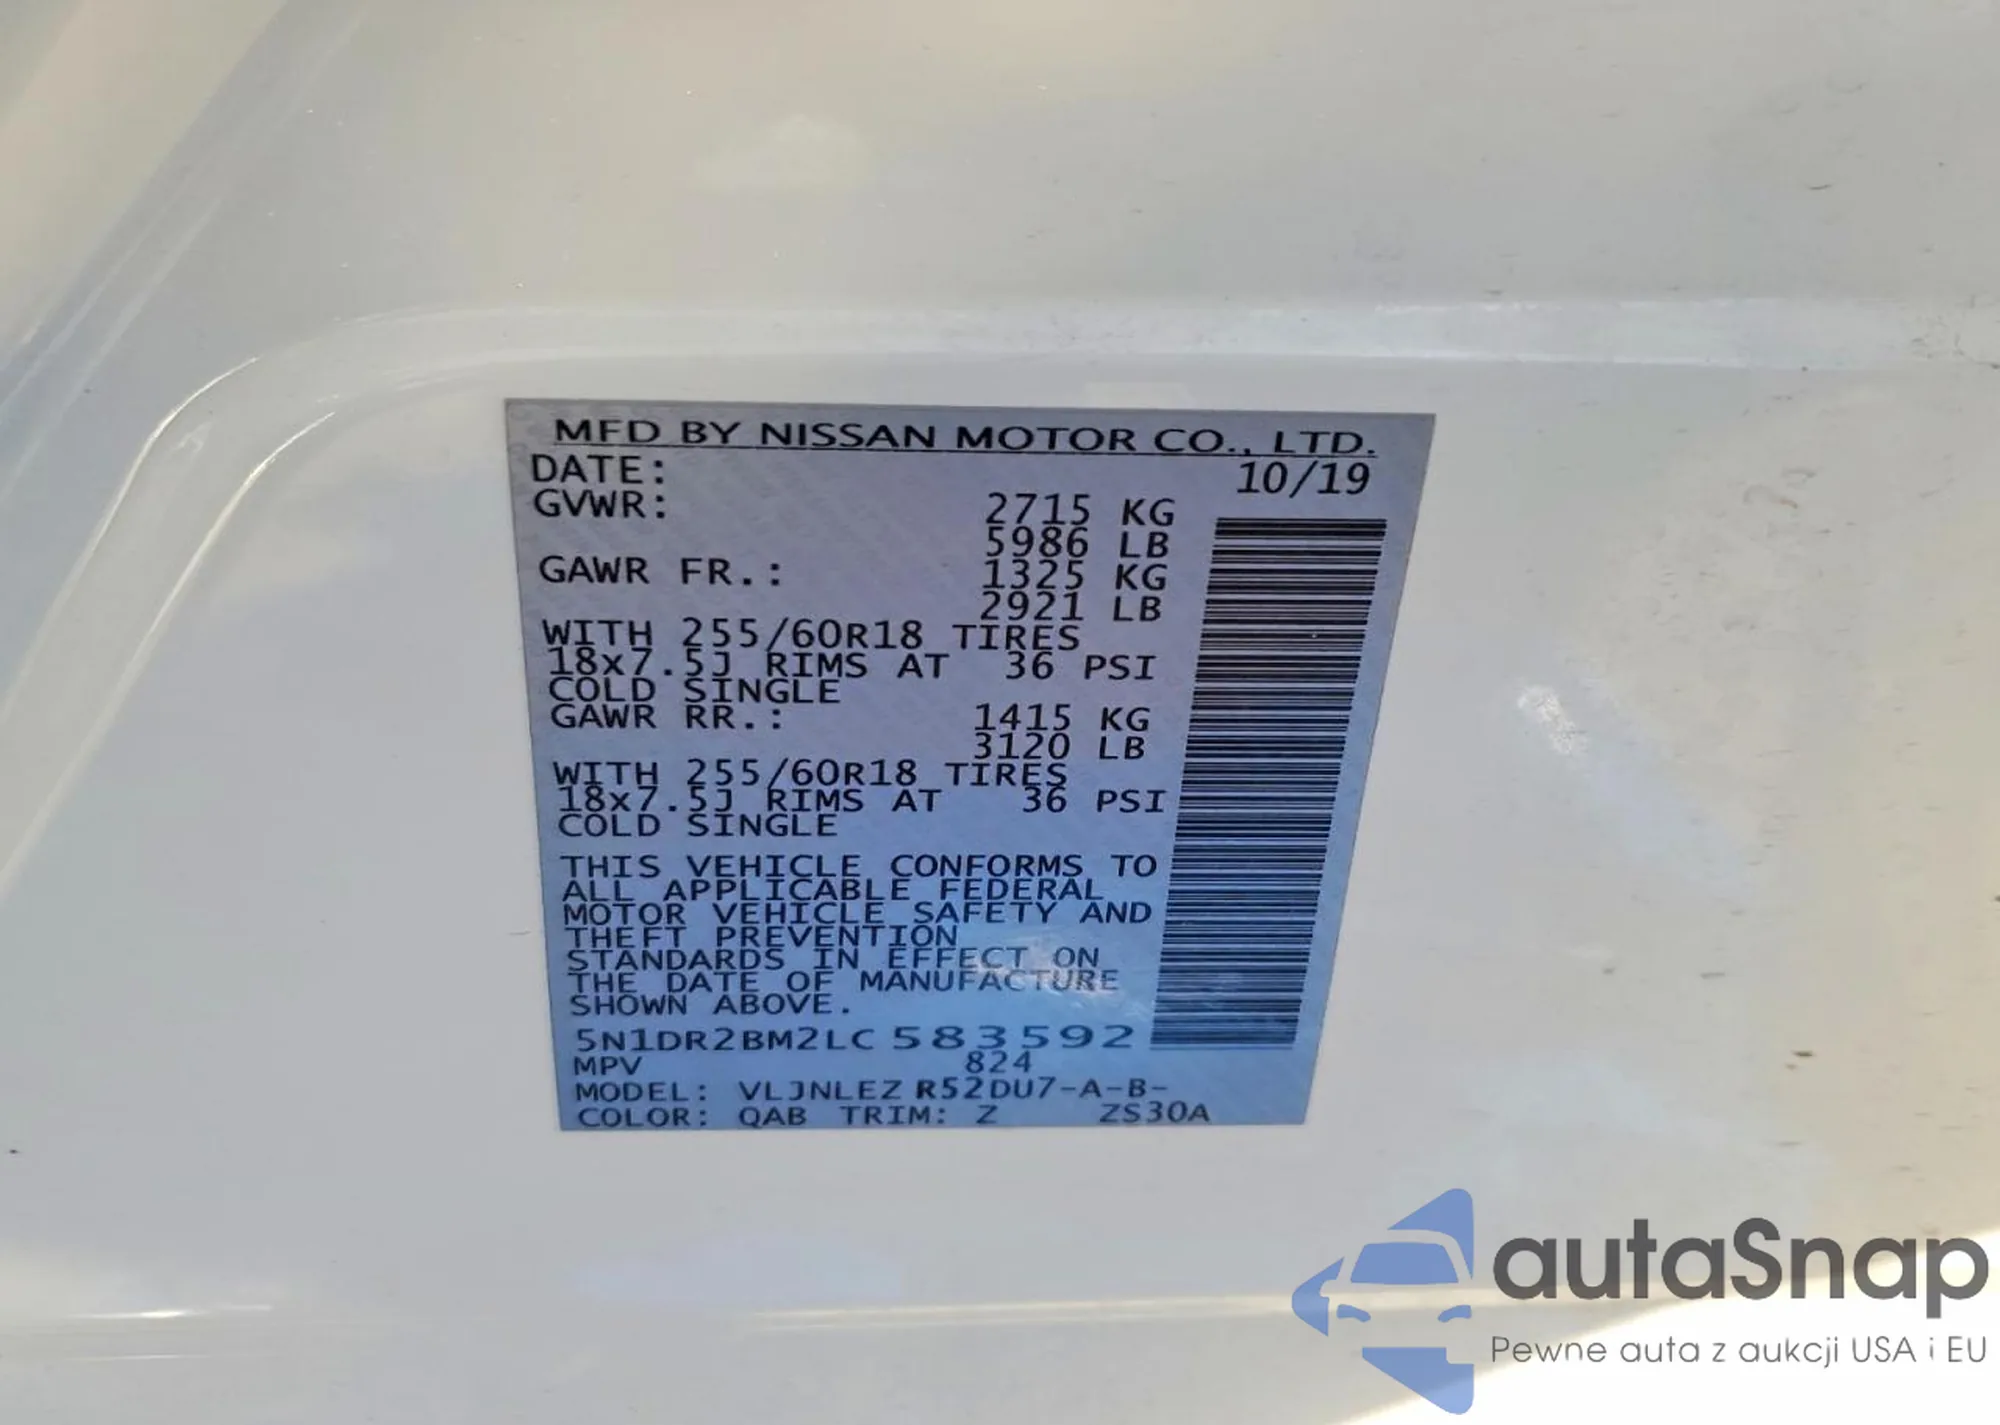 MFD BY NISSAN MOTOR CO., LTD.
DATE: 10/19
GVWR: 2715 KG
5986 LB
GAWR FR.: 1325 KG
2921 LB
WITH 255/60R18 TIRES
18x7.5J RIMS AT 36 PSI
COLD SINGLE
GAWR RR.: 1415 KG
3120 LB
WITH 255/60R18 TIRES
18x7.5J RIMS AT 36 PSI
COLD SINGLE
THIS VEHICLE CONFORMS TO
ALL APPLICABLE FEDERAL
MOTOR VEHICLE SAFETY AND
THEFT PREVENTION
STANDARDS IN EFFECT ON
THE DATE OF MANUFACTURE
SHOWN ABOVE.
5N1DR2BM2LC583592
MPV 824
MODEL: VLJNLEZ R52DU7-A-B-
COLOR: QAB TRIM: Z ZS30A
autaSnap
Pewne auta z aukcji USA i EU